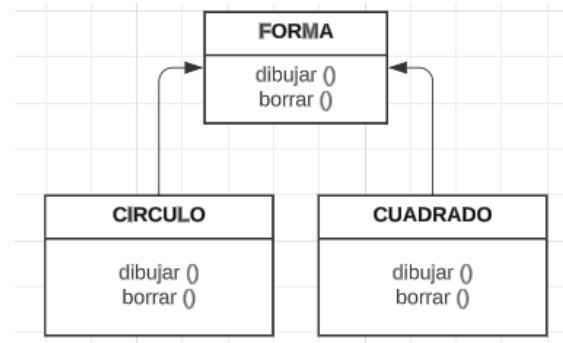 FORMA
dibujar ()
borrar ()
CIRCULO
dibujar ()
borrar ()
CUADRADO
dibujar ()
borrar ()